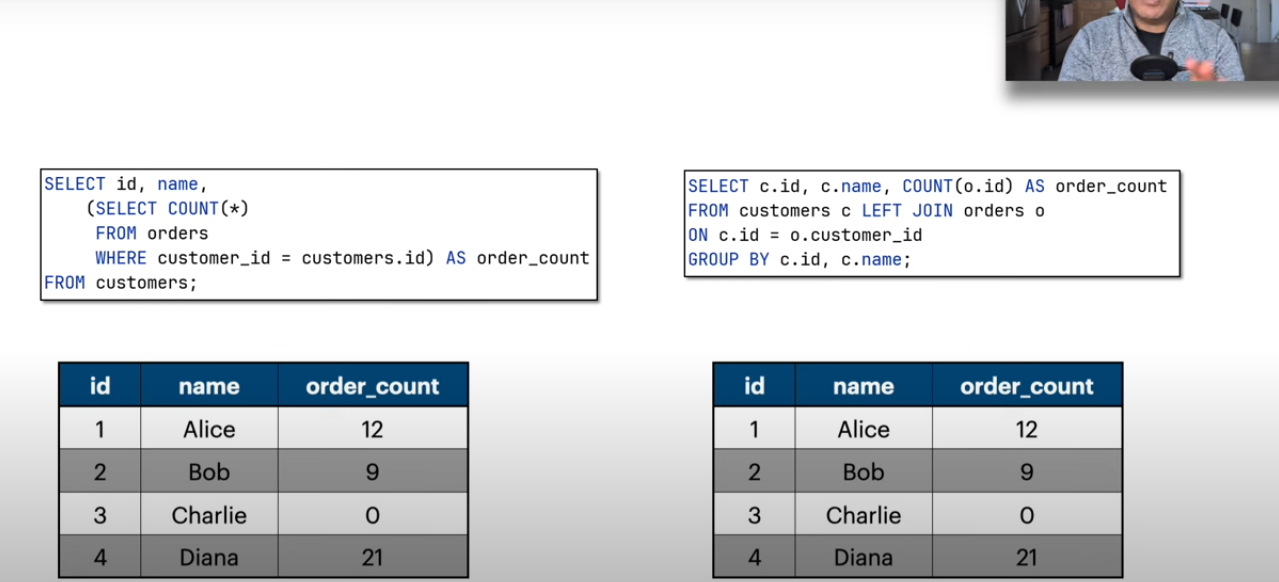 SELECT id, name,
(SELECT COUNT(*)
FROM orders
WHERE customer_id = customers.id) AS order_count
FROM customers;
SELECT c.id, c.name, COUNT(o.id) AS order_count
FROM customers c LEFT JOIN orders o
ON c.id = o.customer_id
GROUP BY c.id, c.name;
id name order_count
1 Alice 12
2 Bob 9
3 Charlie 0
4 Diana 21
id name order_count
1 Alice 12
2 Bob 9
3 Charlie 0
4 Diana 21